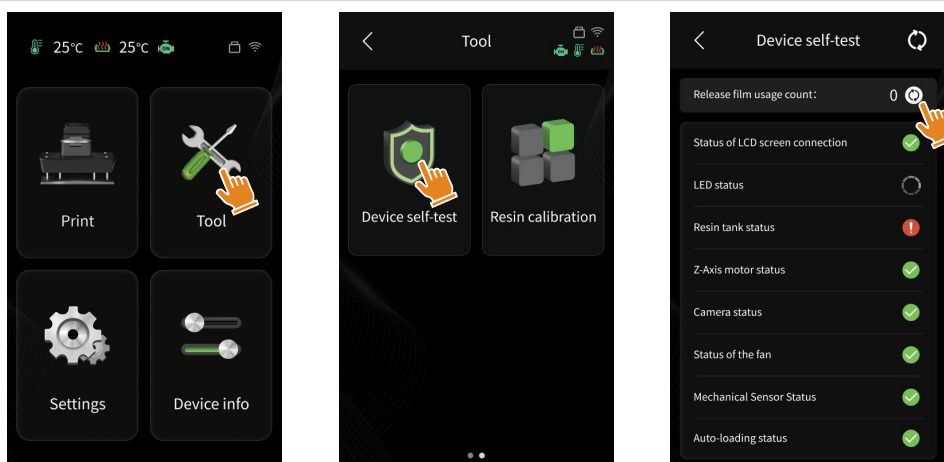 25°C 25°C ON
Print
Tool
Settings
Device info
Tool
ON
Device self-test
Resin calibration
Device self-test
Release film usage count: 0
Status of LCD screen connection
LED status
Resin tank status
Z-Axis motor status
Camera status
Status of the fan
Mechanical Sensor Status
Auto-loading status